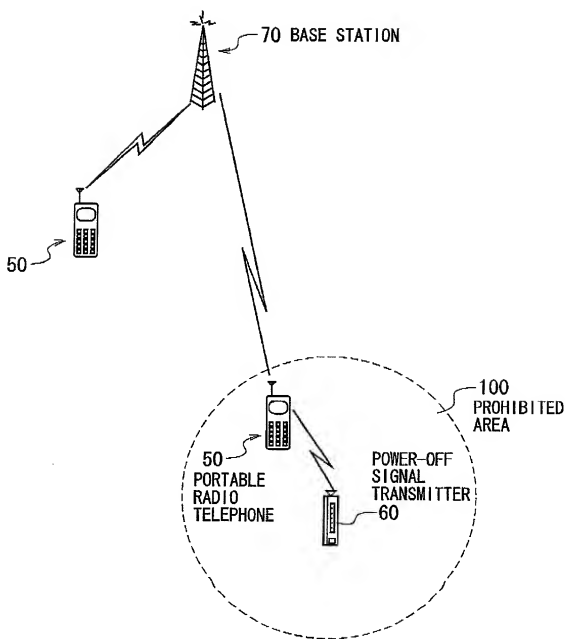 70 BASE STATION
50
100
PROHIBITED
AREA
50
PORTABLE
RADIO
TELEPHONE
POWER-OFF
SIGNAL
TRANSMITTER
60